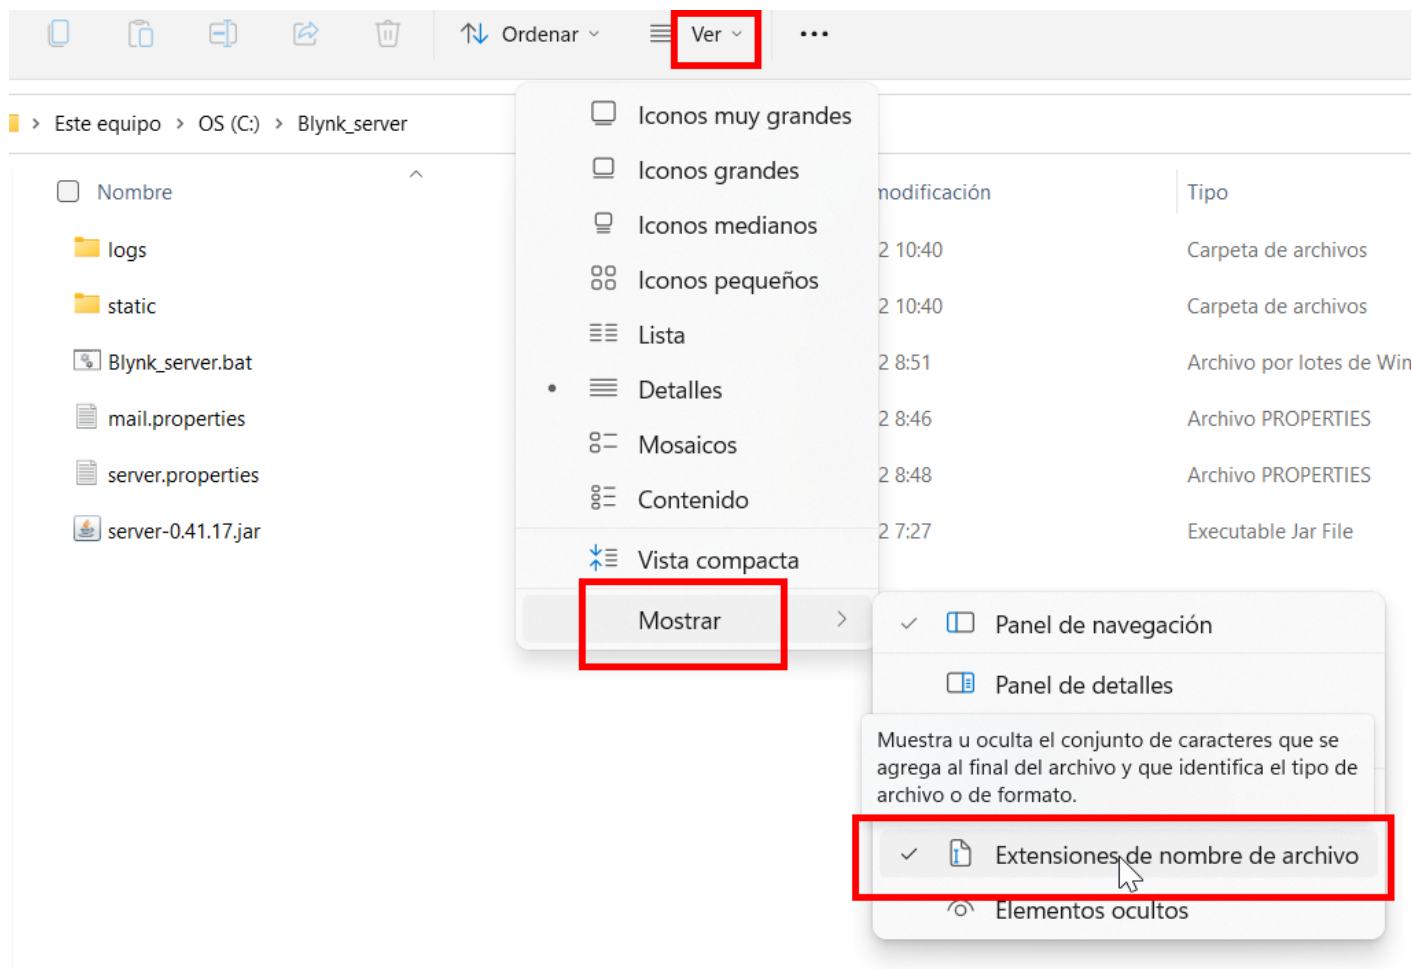 Ordenar
Ver
Este equipo > OS (C:) > Blynk_server
Nombre
modificación
Tipo
logs
2 10:40
Carpeta de archivos
static
2 10:40
Carpeta de archivos
Blynk_server.bat
2 8:51
Archivo por lotes de Win
mail.properties
2 8:46
Archivo PROPERTIES
server.properties
2 8:48
Archivo PROPERTIES
server-0.41.17.jar
2 7:27
Executable Jar File
Iconos muy grandes
Iconos grandes
Iconos medianos
Iconos pequeños
Lista
Detalles
Mosaicos
Contenido
Vista compacta
Mostrar
Panel de navegación
Panel de detalles
Muestra u oculta el conjunto de caracteres que se
agrega al final del archivo y que identifica el tipo de
archivo o de formato.
Extensiones de nombre de archivo
Elementos ocultos